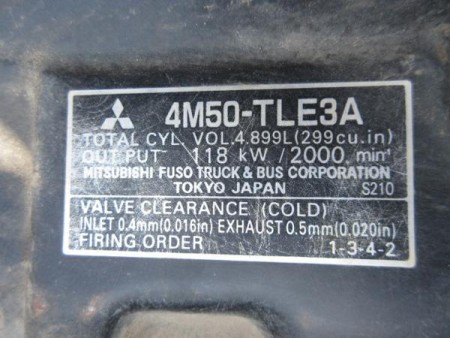 4M50-TLE3A
TOTAL CYL. VOL.4.899L(299cu.in)
OUTPUT 118 kW/2000 min⁻¹
MITSUBISHI FUSO TRUCK & BUS CORPORATION
TOKYO JAPAN S210
VALVE CLEARANCE (COLD)
INLET 0.4mm(0.016in) EXHAUST 0.5mm(0.020in)
FIRING ORDER 1-3-4-2